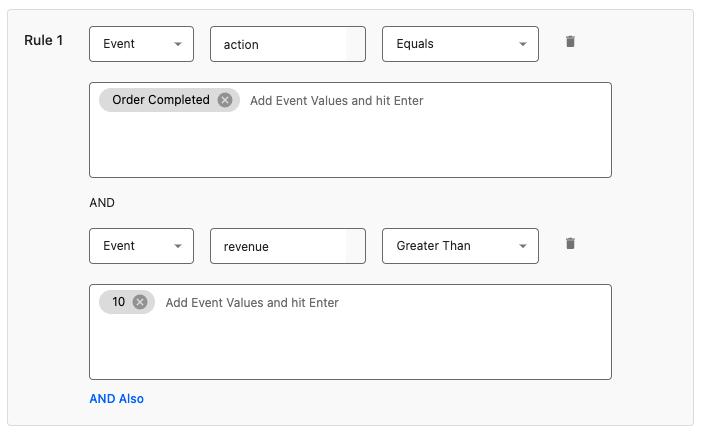 Rule 1 Event action Equals
Order Completed Add Event Values and hit Enter
AND
Event revenue Greater Than
10 Add Event Values and hit Enter
AND Also